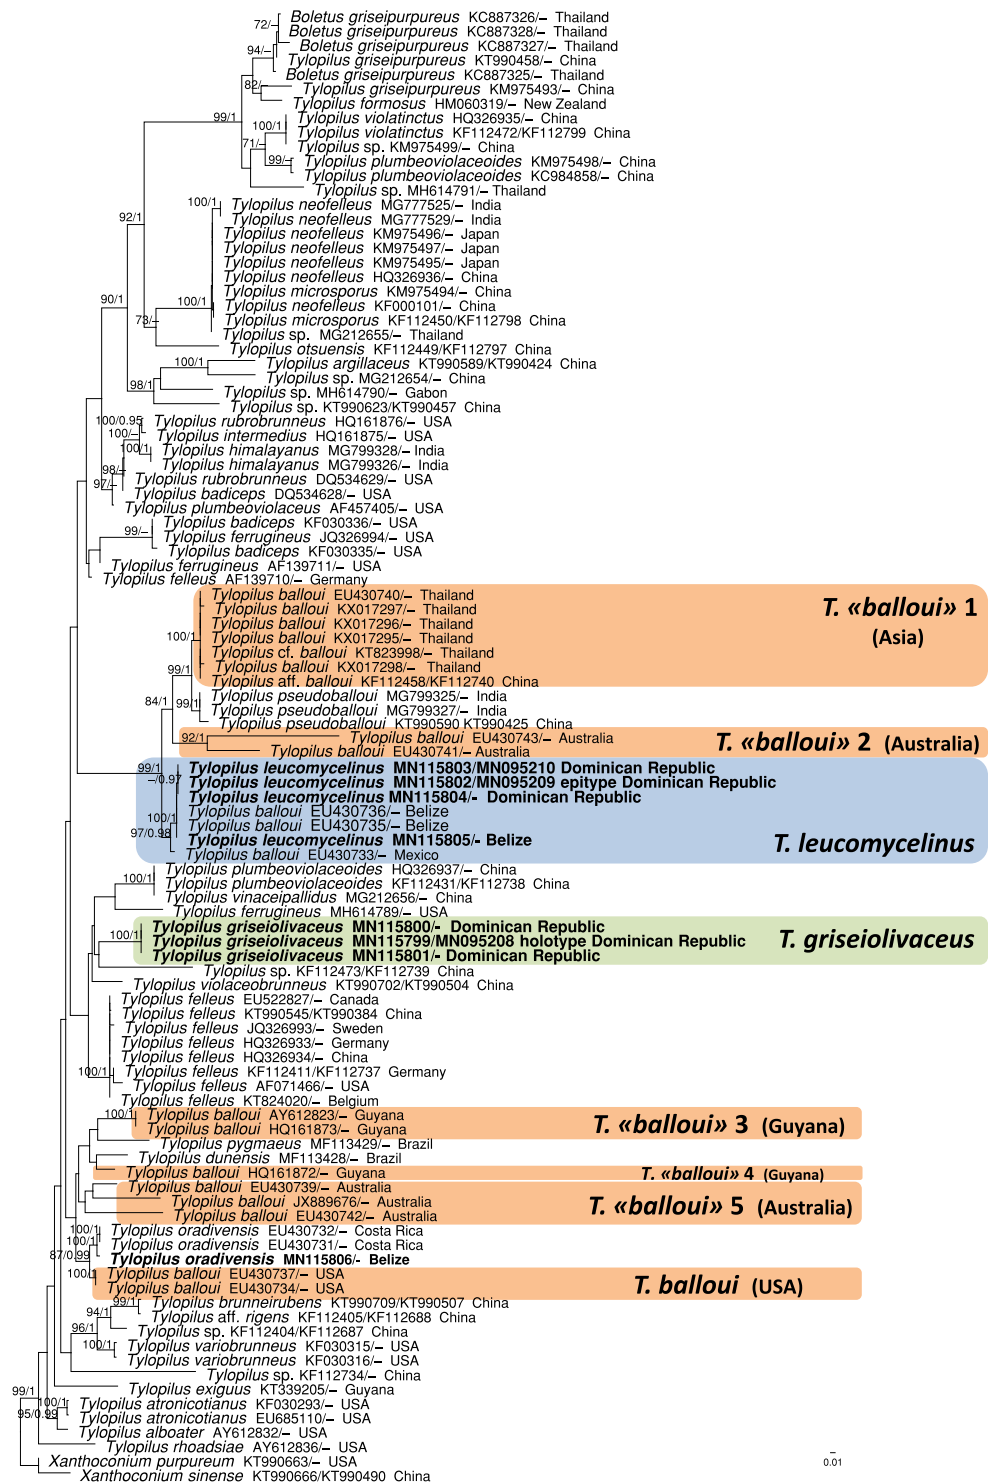 Boletus griseipurpureus KC887326/– Thailand
72/–
Boletus griseipurpureus KC887328/– Thailand
Boletus griseipurpureus KC887327/– Thailand
94/–
Tylopilus griseipurpureus KT990458/– China
Boletus griseipurpureus KC887325/– Thailand
82/–
Tylopilus griseipurpureus KM975493/– China
Tylopilus formosus HM060319/– New Zealand
99/1
Tylopilus violatinctus HQ326935/– China
100/1
Tylopilus violatinctus KF112472/KF112799 China
71/–
Tylopilus sp. KM975499/– China
99/–
Tylopilus plumbeoviolaceoides KM975498/– China
Tylopilus plumbeoviolaceoides KC984858/– China
Tylopilus sp. MH614791/– Thailand
100/1
Tylopilus neofelleus MG777525/– India
92/1
Tylopilus neofelleus MG777529/– India
Tylopilus neofelleus KM975496/– Japan
Tylopilus neofelleus KM975497/– Japan
Tylopilus neofelleus KM975495/– Japan
Tylopilus neofelleus HQ326936/– China
Tylopilus microsporus KM975494/– China
90/1
100/1
Tylopilus neofelleus KF000101/– China
73/–
Tylopilus microsporus KF112450/KF112798 China
Tylopilus sp. MG212655/– Thailand
Tylopilus otsuensis KF112449/KF112797 China
100/1
Tylopilus argillaceus KT990589/KT990424 China
Tylopilus sp. MG212654/– China
98/1
Tylopilus sp. MH614790/– Gabon
Tylopilus sp. KT990623/KT990457 China
100/0.95
Tylopilus rubrobrunneus HQ161876/– USA
100/–
Tylopilus intermedius HQ161875/– USA
100/1
Tylopilus himalayanus MG799328/– India
Tylopilus himalayanus MG799326/– India
98/–
Tylopilus rubrobrunneus DQ534629/– USA
97/–
Tylopilus badiceps DQ534628/– USA
Tylopilus plumbeoviolaceus AF457405/– USA
Tylopilus badiceps KF030336/– USA
99/–
Tylopilus ferrugineus JQ326994/– USA
Tylopilus badiceps KF030335/– USA
Tylopilus ferrugineus AF139711/– USA
Tylopilus felleus AF139710/– Germany
Tylopilus balloui EU430740/– Thailand
Tylopilus balloui KX017297/– Thailand
T. «balloui» 1
Tylopilus balloui KX017296/– Thailand
100/1
Tylopilus balloui KX017295/– Thailand
(Asia)
Tylopilus cf. balloui KT823998/– Thailand
99/1
Tylopilus balloui KX017298/– Thailand
Tylopilus aff. balloui KF112458/KF112740 China
84/1
99/1
Tylopilus pseudoballoui MG799325/– India
Tylopilus pseudoballoui MG799327/– India
Tylopilus pseudoballoui KT990590 KT990425 China
92/1
Tylopilus balloui EU430743/– Australia
T. «balloui» 2 (Australia)
Tylopilus balloui EU430741/– Australia
99/1
Tylopilus leucomycelinus MN115803/MN095210 Dominican Republic
–/0.97
Tylopilus leucomycelinus MN115802/MN095209 epitype Dominican Republic
Tylopilus leucomycelinus MN115804/- Dominican Republic
Tylopilus balloui EU430736/– Belize
100/1
Tylopilus balloui EU430735/– Belize
97/0.98
Tylopilus leucomycelinus MN115805/- Belize
T. leucomycelinus
Tylopilus balloui EU430733/– Mexico
Tylopilus plumbeoviolaceoides HQ326937/– China
100/1
Tylopilus plumbeoviolaceoides KF112431/KF112738 China
Tylopilus vinaceipallidus MG212656/– China
Tylopilus ferrugineus MH614789/– USA
Tylopilus griseiolivaceus MN115800/- Dominican Republic
100/1
Tylopilus griseiolivaceus MN115799/MN095208 holotype Dominican Republic
T. griseiolivaceus
Tylopilus griseiolivaceus MN115801/- Dominican Republic
Tylopilus sp. KF112473/KF112739 China
Tylopilus violaceobrunneus KT990702/KT990504 China
Tylopilus felleus EU522827/– Canada
Tylopilus felleus KT990545/KT990384 China
Tylopilus felleus JQ326993/– Sweden
Tylopilus felleus HQ326933/– Germany
Tylopilus felleus HQ326934/– China
100/1
Tylopilus felleus KF112411/KF112737 Germany
Tylopilus felleus AF071466/– USA
Tylopilus felleus KT824020/– Belgium
100/1
Tylopilus balloui AY612823/– Guyana
Tylopilus balloui HQ161873/– Guyana
T. «balloui» 3 (Guyana)
Tylopilus pygmaeus MF113429/– Brazil
Tylopilus dunensis MF113428/– Brazil
Tylopilus balloui HQ161872/– Guyana
T. «balloui» 4 (Guyana)
Tylopilus balloui EU430739/– Australia
Tylopilus balloui JX889676/– Australia
T. «balloui» 5 (Australia)
Tylopilus balloui EU430742/– Australia
100/1
Tylopilus oradivensis EU430732/– Costa Rica
Tylopilus oradivensis EU430731/– Costa Rica
87/0.99
Tylopilus oradivensis MN115806/- Belize
100/1
Tylopilus balloui EU430737/– USA
Tylopilus balloui EU430734/– USA
T. balloui (USA)
99/1
Tylopilus brunneirubens KT990709/KT990507 China
94/1
Tylopilus aff. rigens KF112405/KF112688 China
96/1
Tylopilus sp. KF112404/KF112687 China
100/1
Tylopilus variobrunneus KF030315/– USA
Tylopilus variobrunneus KF030316/– USA
Tylopilus sp. KF112734/– China
Tylopilus exiguus KT339205/– Guyana
99/1
100/1
Tylopilus atronicotianus KF030293/– USA
95/0.99
Tylopilus atronicotianus EU685110/– USA
Tylopilus alboater AY612832/– USA
Tylopilus rhoadsiae AY612836/– USA
Xanthoconium purpureum KT990663/– USA
0.01
Xanthoconium sinense KT990666/KT990490 China